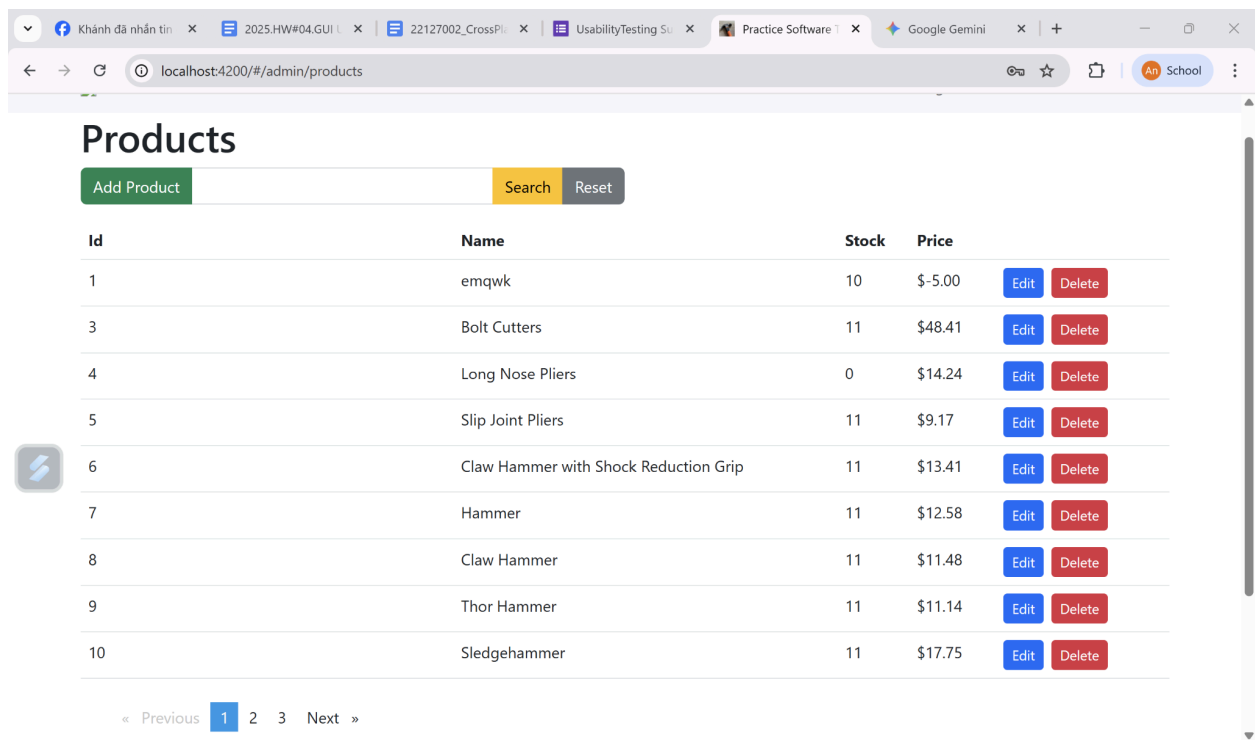 Khánh đã nhắn tin
2025.HW#04.GUI
22127002_CrossPla
UsabilityTesting Su
Practice Software T
Google Gemini
localhost:4200/#/admin/products
An School
Products
Add Product Search Reset
Id Name Stock Price
1 emqwk 10 $-5.00 Edit Delete
3 Bolt Cutters 11 $48.41 Edit Delete
4 Long Nose Pliers 0 $14.24 Edit Delete
5 Slip Joint Pliers 11 $9.17 Edit Delete
6 Claw Hammer with Shock Reduction Grip 11 $13.41 Edit Delete
7 Hammer 11 $12.58 Edit Delete
8 Claw Hammer 11 $11.48 Edit Delete
9 Thor Hammer 11 $11.14 Edit Delete
10 Sledgehammer 11 $17.75 Edit Delete
« Previous 1 2 3 Next »